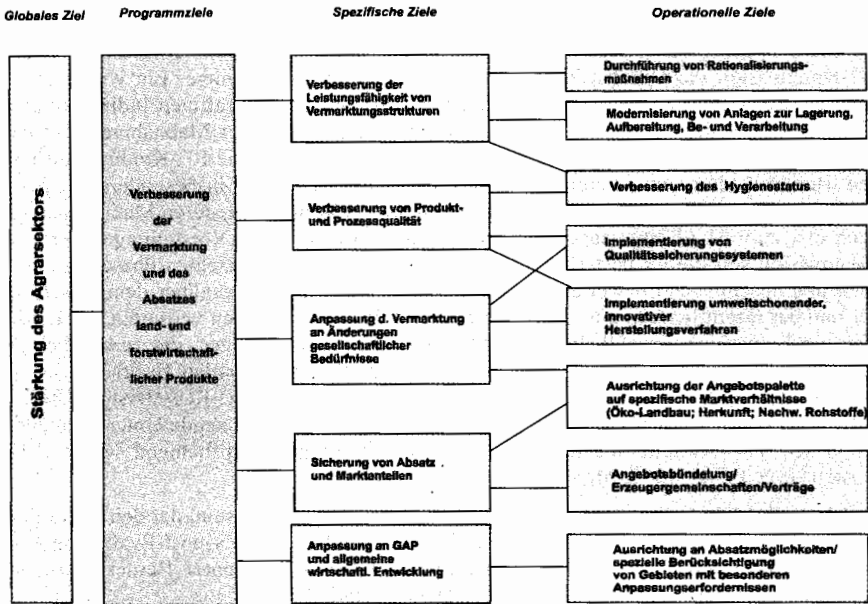 Globales Ziel
Programmziele
Spezifische Ziele
Operationelle Ziele
Stärkung des Agrarsektors
Verbesserung
der
Vermarktung
und des
Absatzes
land- und
forstwirtschaft-
licher Produkte
Verbesserung der
Leistungsfähigkeit von
Vermarktungsstrukturen
Verbesserung von Produkt-
und Prozessqualität
Anpassung d. Vermarktung
an Änderungen
gesellschaftlicher
Bedürfnisse
Sicherung von Absatz
und Marktanteilen
Anpassung an GAP
und allgemeine
wirtschaftl. Entwicklung
Durchführung von Rationalisierungs-
maßnahmen
Modernisierung von Anlagen zur Lagerung,
Aufbereitung, Be- und Verarbeitung
Verbesserung des Hygienestatus
Implementierung von
Qualitätssicherungssystemen
Implementierung umweltschonender,
innovativer
Herstellungsverfahren
Ausrichtung der Angebotspalette
auf spezifische Marktverhältnisse
(Öko-Landbau; Herkunft; Nachw. Rohstoffe)
Angebotsbündelung/
Erzeugergemeinschaften/Verträge
Ausrichtung an Absatzmöglichkeiten/
spezielle Berücksichtigung
von Gebieten mit besonderen
Anpassungserfordernissen